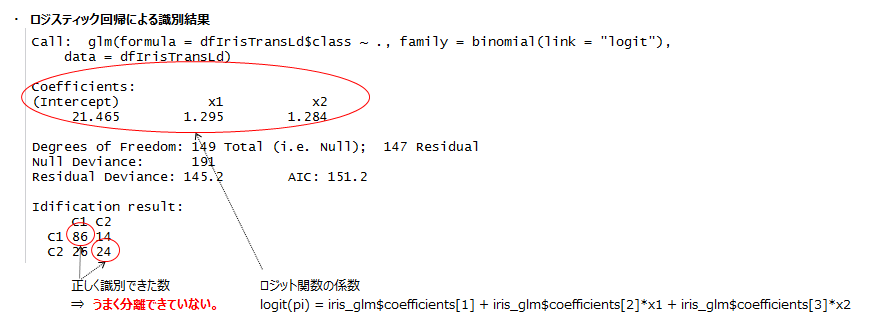 ・ ロジスティック回帰による識別結果
Call:  glm(formula = dfIrisTransLd$class ~ ., family = binomial(link = "logit"),
data = dfIrisTransLd)
Coefficients:
(Intercept) x1 x2
21.465 1.295 1.284
Degrees of Freedom: 149 Total (i.e. Null);  147 Residual
Null Deviance: 191
Residual Deviance: 145.2 AIC: 151.2
Idification result:
C1 C2
C1 86 14
C2 26 24
正しく識別できた数
⇒ うまく分離できていない。
ロジット関数の係数
logit(pi) = iris_glm$coefficients[1] + iris_glm$coefficients[2]*x1 + iris_glm$coefficients[3]*x2